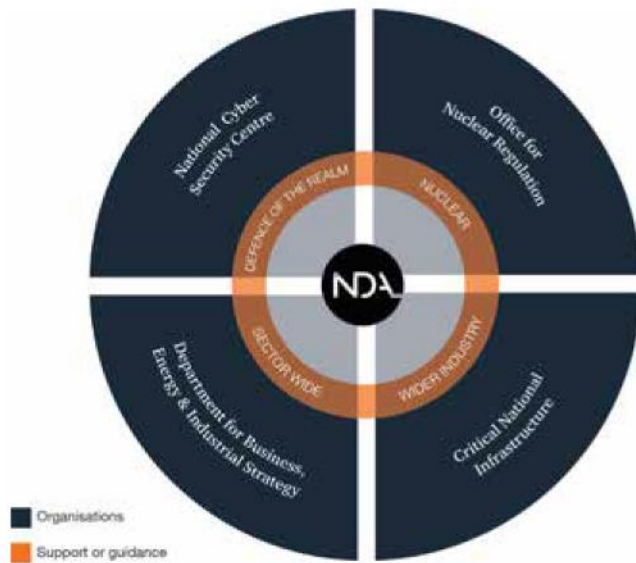 National Cyber
Security Centre
Office for
Nuclear Regulation
DEFENCE OF THE REALM
NUCLEAR
NDA
SECTOR WIDE
WIDER INDUSTRY
Department for Business,
Energy & Industrial Strategy
Critical National
Infrastructure
Organisations
Support or guidance